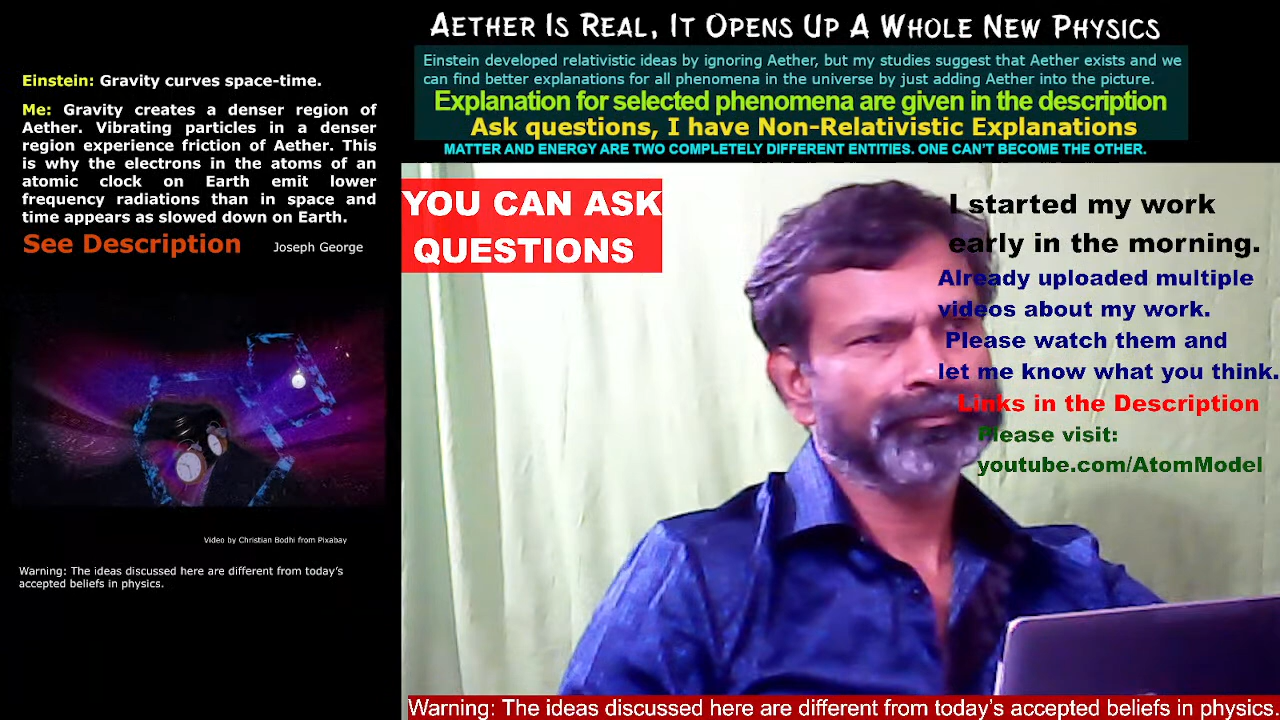 Aether Is Real, It Opens Up A Whole New Physics
Einstein developed relativistic ideas by ignoring Aether, but my studies suggest that Aether exists and we
can find better explanations for all phenomena in the universe by just adding Aether into the picture.
Explanation for selected phenomena are given in the description
Ask questions, I have Non-Relativistic Explanations
MATTER AND ENERGY ARE TWO COMPLETELY DIFFERENT ENTITIES. ONE CAN'T BECOME THE OTHER.
Einstein: Gravity curves space-time.
Me: Gravity creates a denser region of
Aether. Vibrating particles in a denser
region experience friction of Aether. This
is why the electrons in the atoms of an
atomic clock on Earth emit lower
frequency radiations than in space and
time appears as slowed down on Earth.
See Description
Joseph George
Video by Christian Bodhi from Pixabay
Warning: The ideas discussed here are different from today's
accepted beliefs in physics.
YOU CAN ASK
QUESTIONS
I started my work
early in the morning.
Already uploaded multiple
videos about my work.
Please watch them and
let me know what you think.
Links in the Description
Please visit:
youtube.com/AtomModel
Warning: The ideas discussed here are different from today's accepted beliefs in physics.